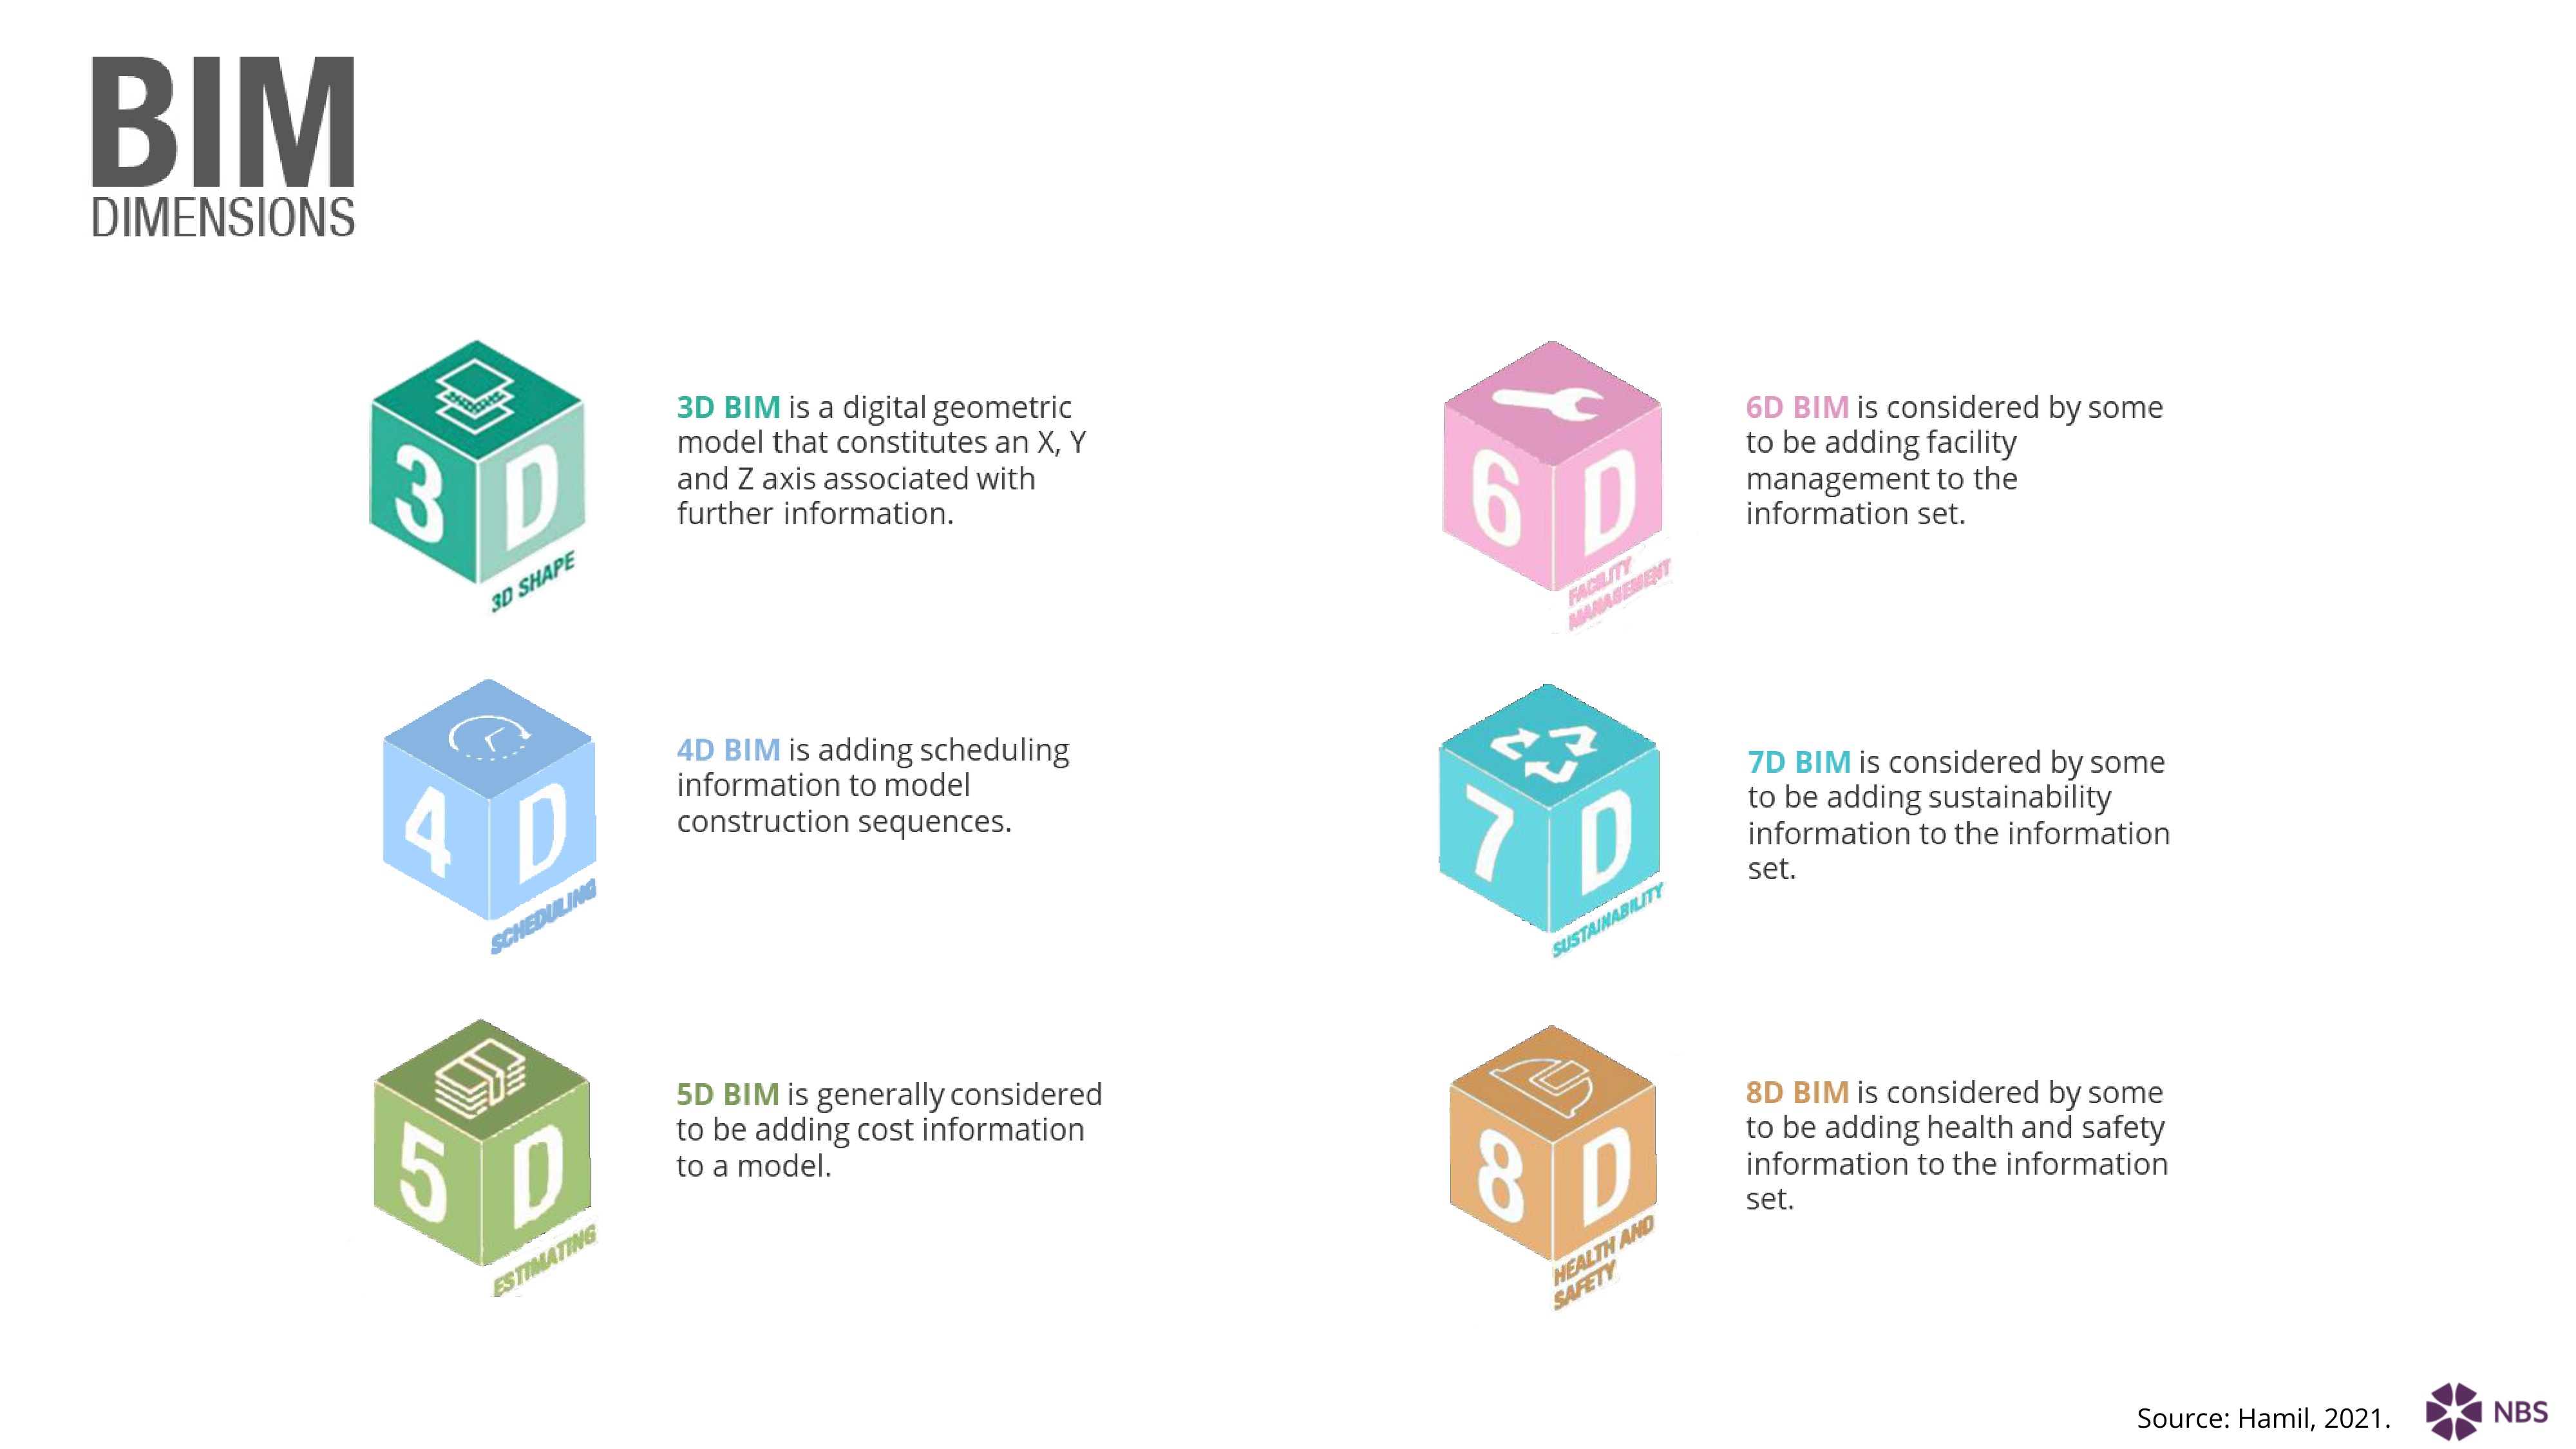 BIM
DIMENSIONS
3D
3D SHAPE
3D BIM is a digital geometric
model that constitutes an X, Y
and Z axis associated with
further information.
4D
SCHEDULING
4D BIM is adding scheduling
information to model
construction sequences.
5D
ESTIMATING
5D BIM is generally considered
to be adding cost information
to a model.
6D
FACILITY
MANAGEMENT
6D BIM is considered by some
to be adding facility
management to the
information set.
7D
SUSTAINABILITY
7D BIM is considered by some
to be adding sustainability
information to the information
set.
8D
HEALTH AND
SAFETY
8D BIM is considered by some
to be adding health and safety
information to the information
set.
Source: Hamil, 2021.
NBS